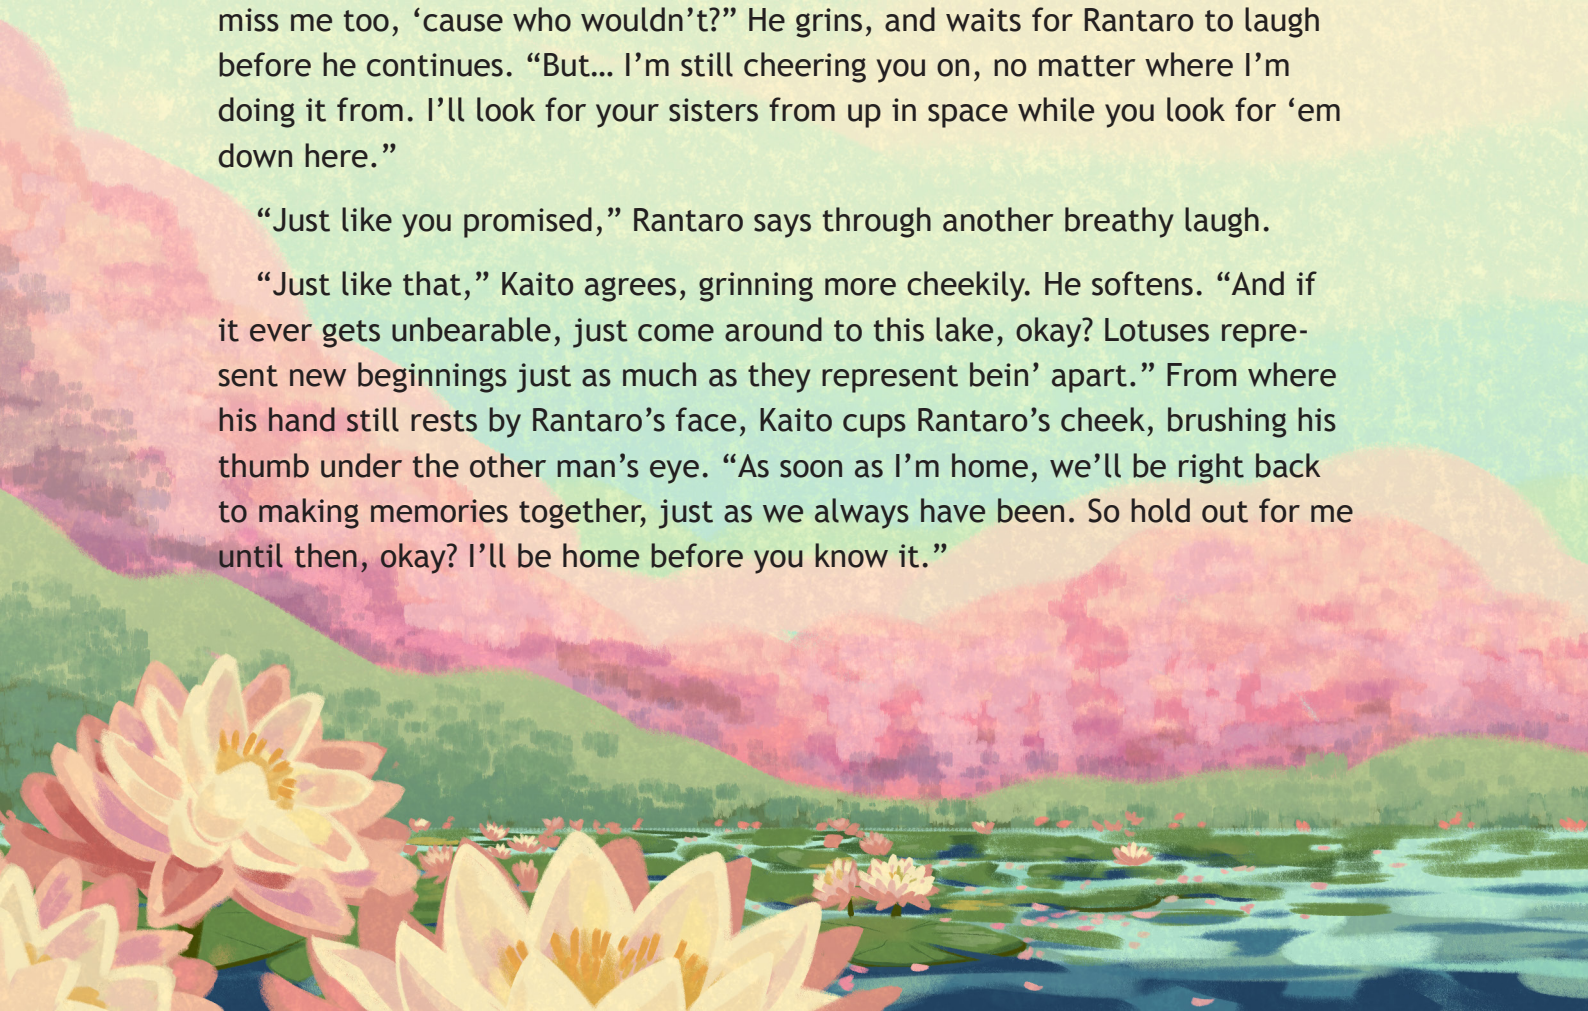 miss me too, ‘cause who wouldn’t?” He grins, and waits for Rantaro to laugh
before he continues. “But… I’m still cheering you on, no matter where I’m
doing it from. I’ll look for your sisters from up in space while you look for ‘em
down here.”
“Just like you promised,” Rantaro says through another breathy laugh.
“Just like that,” Kaito agrees, grinning more cheekily. He softens. “And if
it ever gets unbearable, just come around to this lake, okay? Lotuses repre-
sent new beginnings just as much as they represent bein’ apart.” From where
his hand still rests by Rantaro’s face, Kaito cups Rantaro’s cheek, brushing his
thumb under the other man’s eye. “As soon as I’m home, we’ll be right back
to making memories together, just as we always have been. So hold out for me
until then, okay? I’ll be home before you know it.”